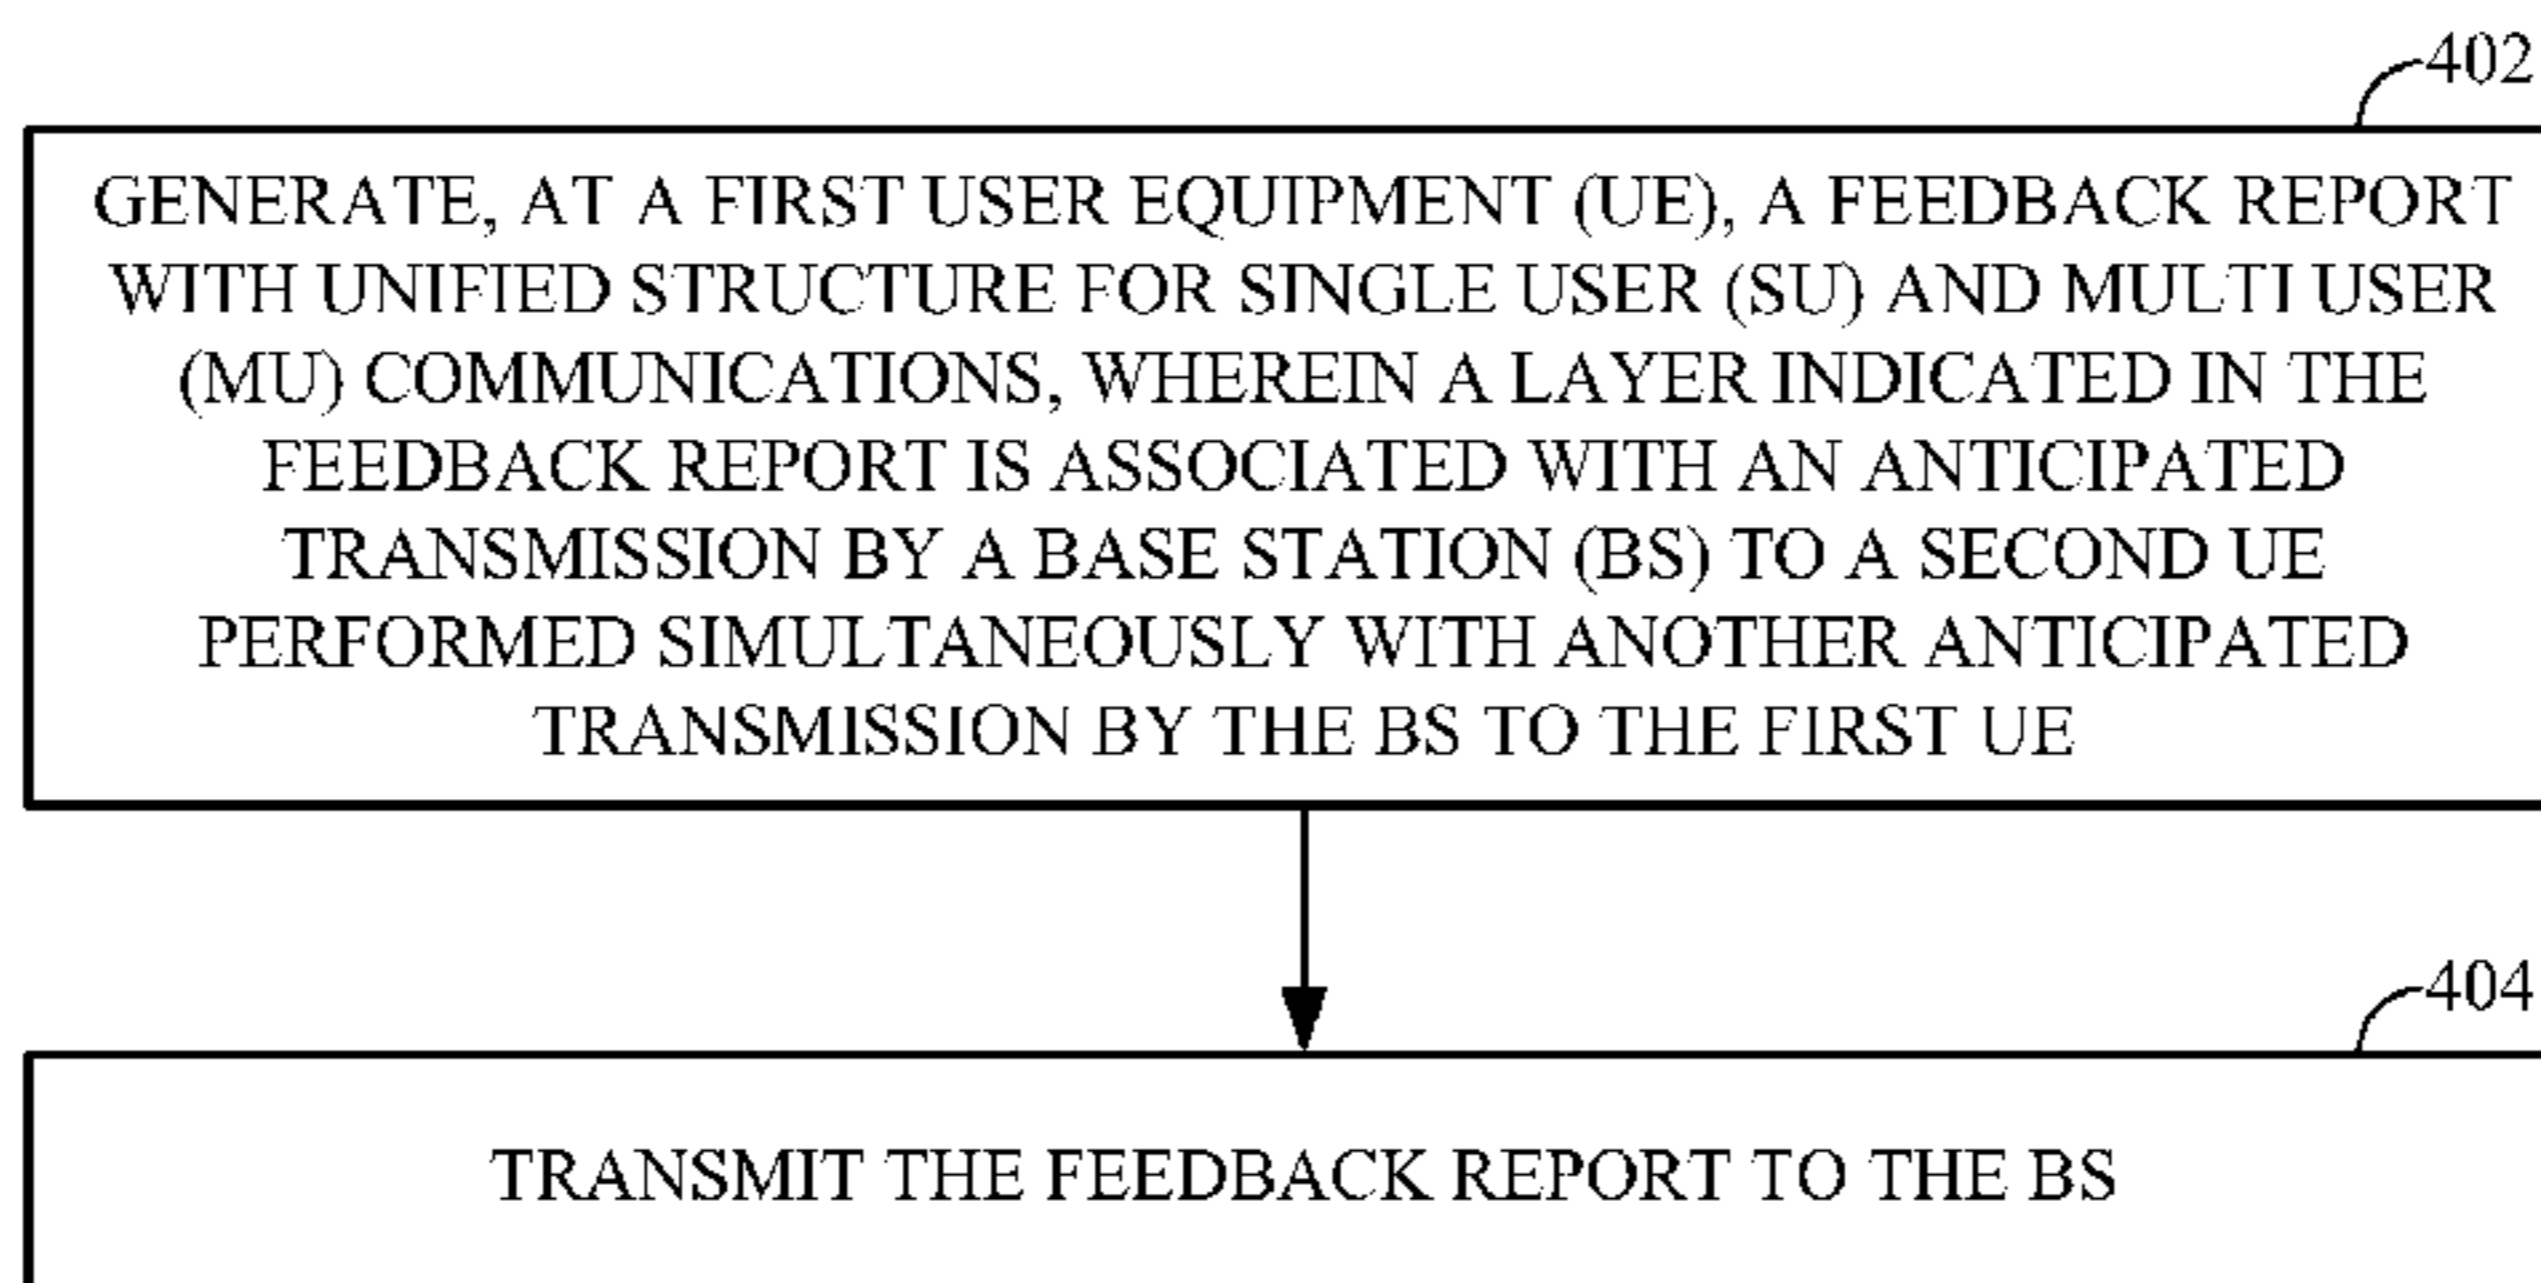 402
GENERATE, AT A FIRST USER EQUIPMENT (UE), A FEEDBACK REPORT
WITH UNIFIED STRUCTURE FOR SINGLE USER (SU) AND MULTI USER
(MU) COMMUNICATIONS, WHEREIN A LAYER INDICATED IN THE
FEEDBACK REPORT IS ASSOCIATED WITH AN ANTICIPATED
TRANSMISSION BY A BASE STATION (BS) TO A SECOND UE
PERFORMED SIMULTANEOUSLY WITH ANOTHER ANTICIPATED
TRANSMISSION BY THE BS TO THE FIRST UE
404
TRANSMIT THE FEEDBACK REPORT TO THE BS